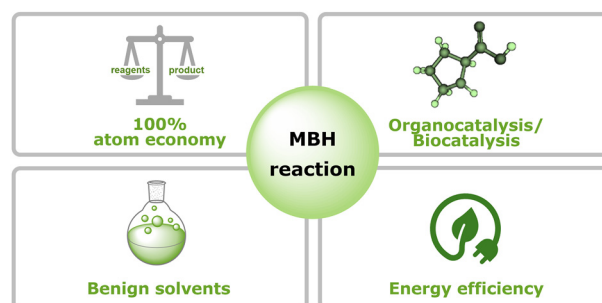 reagents product
100%
atom economy
Organocatalysis/
Biocatalysis
MBH
reaction
Benign solvents
Energy efficiency